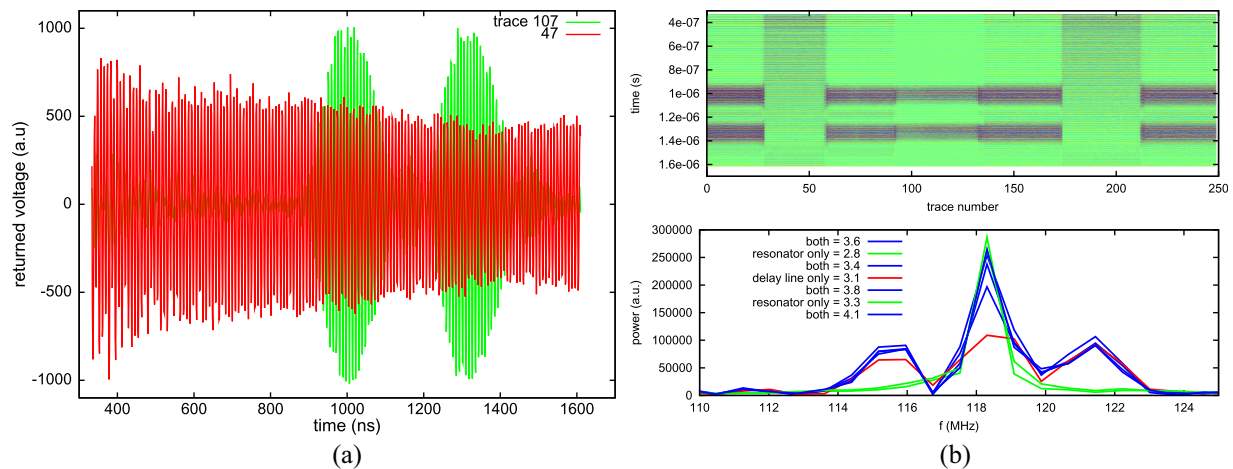 1000
500
0
-500
-1000
returned voltage (a.u)
trace 107
47
400 600 800 1000 1200 1400 1600
time (ns)
(a)
4e-07
6e-07
8e-07
1e-06
1.2e-06
1.4e-06
1.6e-06
time (s)
0 50 100 150 200 250
trace number
300000
250000
200000
150000
100000
50000
0
power (a.u.)
both = 3.6
resonator only = 2.8
both = 3.4
delay line only = 3.1
both = 3.8
resonator only = 3.3
both = 4.1
110 112 114 116 118 120 122 124
f (MHz)
(b)